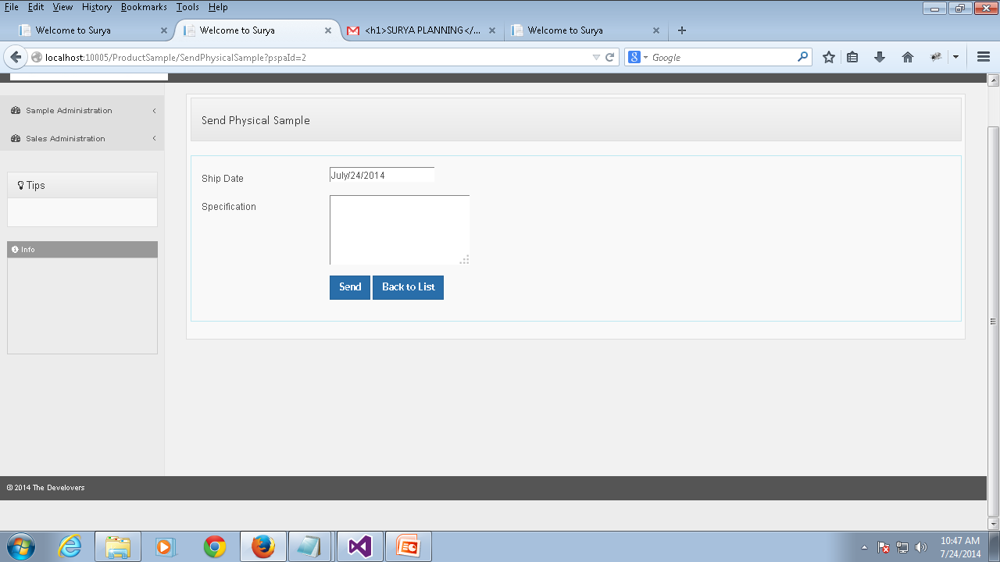 File Edit View History Bookmarks Tools Help
Welcome to Surya
Welcome to Surya
<h1>SURYA PLANNING</...
Welcome to Surya
localhost:10005/ProductSample/SendPhysicalSample?pspaId=2
Google
Sample Administration
Sales Administration
Tips
Info
Send Physical Sample
Ship Date
July/24/2014
Specification
Send
Back to List
© 2014 The Develovers
10:47 AM
7/24/2014